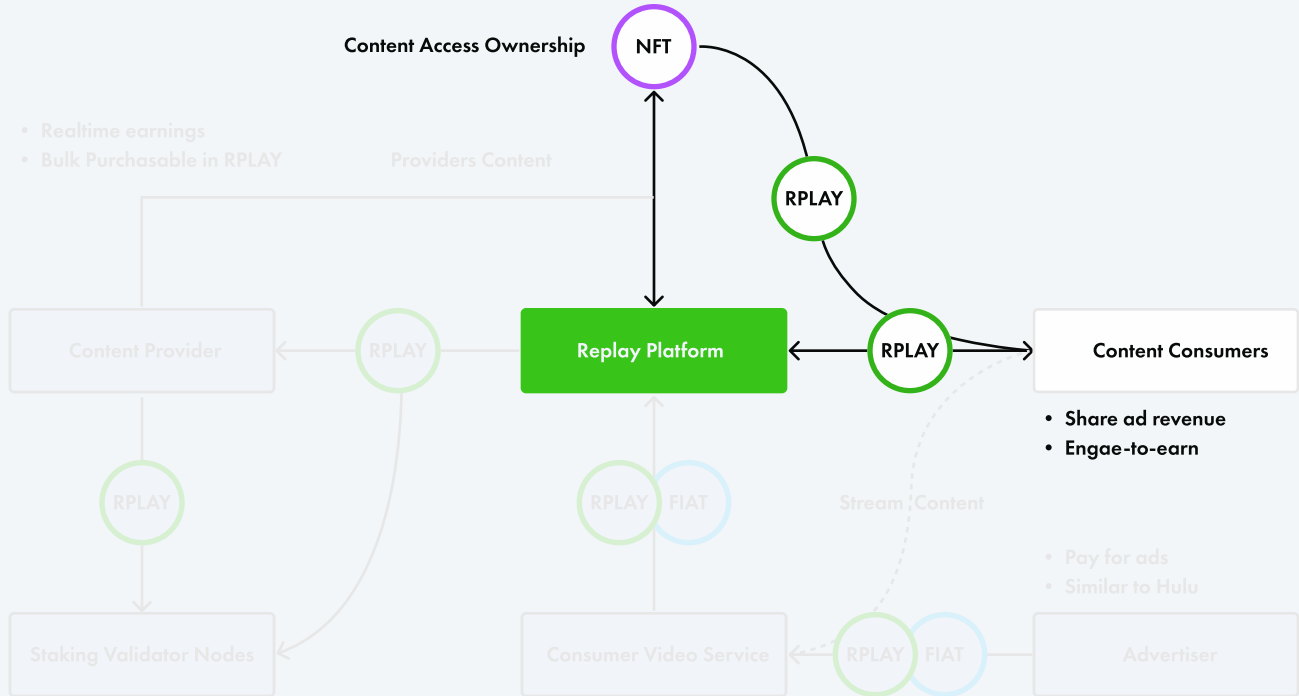 Content Access Ownership
NFT
Realtime earnings
Bulk Purchasable in RPLAY
Providers Content
RPLAY
Content Provider
RPLAY
Replay Platform
RPLAY
Content Consumers
Share ad revenue
Engae-to-earn
RPLAY
RPLAY
FIAT
Stream Content
Pay for ads
Similar to Hulu
Staking Validator Nodes
Consumer Video Service
RPLAY
FIAT
Advertiser